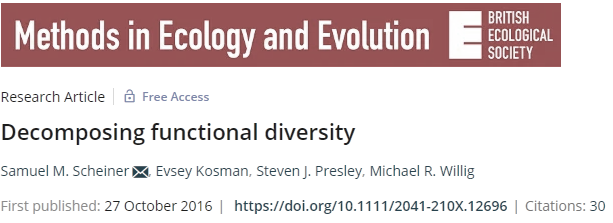 Methods in Ecology and Evolution
BRITISH
ECOLOGICAL
SOCIETY
Research Article
Free Access
Decomposing functional diversity
Samuel M. Scheiner, Evsey Kosman, Steven J. Presley, Michael R. Willig
First published: 27 October 2016 | https://doi.org/10.1111/2041-210X.12696 | Citations: 30